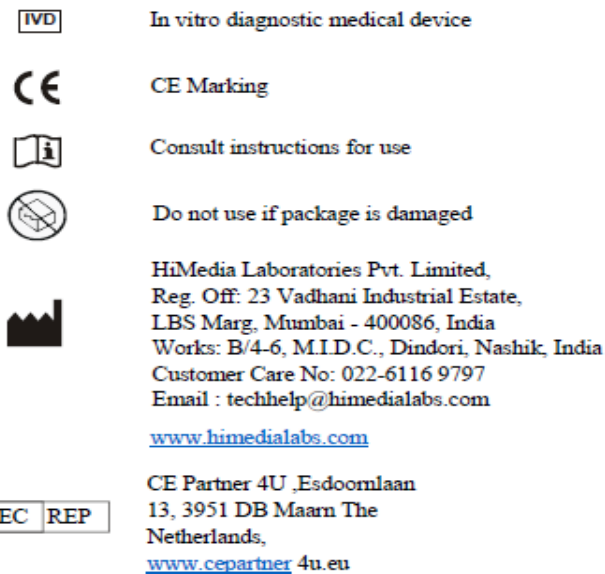 IVD In vitro diagnostic medical device
CE CE Marking
i Consult instructions for use
Do not use if package is damaged
HiMedia Laboratories Pvt. Limited,
Reg. Off: 23 Vadhani Industrial Estate,
LBS Marg, Mumbai - 400086, India
Works: B/4-6, M.I.D.C., Dindori, Nashik, India
Customer Care No: 022-6116 9797
Email : techhelp@himedialabs.com
www.himedialabs.com
CE Partner 4U ,Esdoornlaan
EC REP 13, 3951 DB Maarn The
Netherlands,
www.cepartner 4u.eu